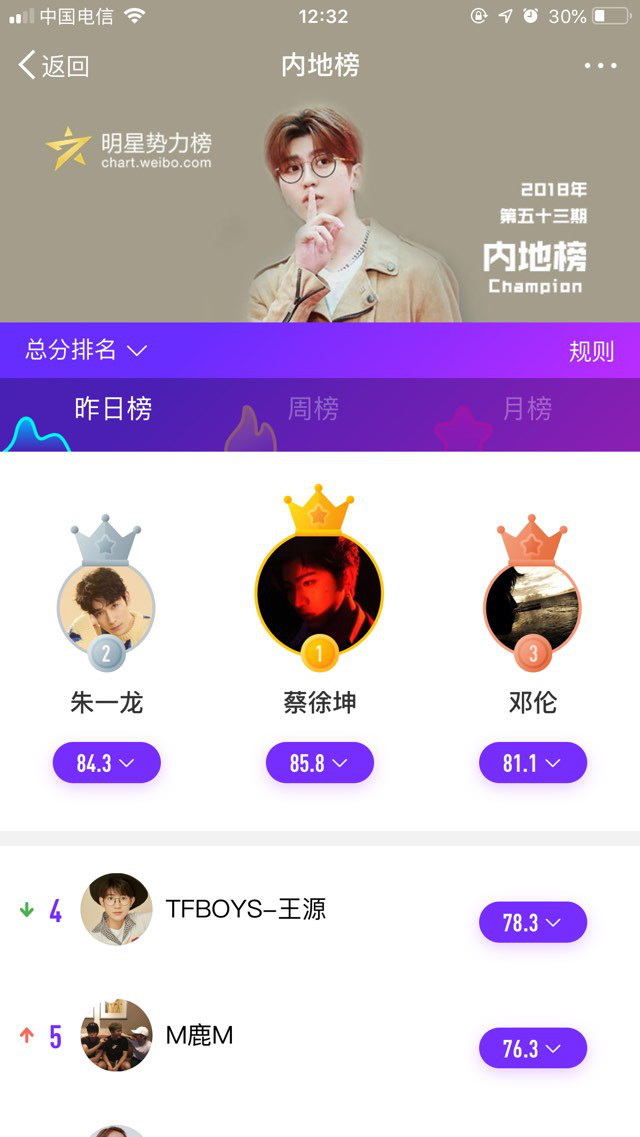 中国电信 12:32 30%
返回 内地榜
明星势力榜
chart.weibo.com
2018年
第五十三期
内地榜
Champion
总分排名 规则
昨日榜 周榜 月榜
2 1 3
朱一龙 蔡徐坤 邓伦
84.3 85.8 81.1
4 TFBOYS-王源 78.3
5 M鹿M 76.3